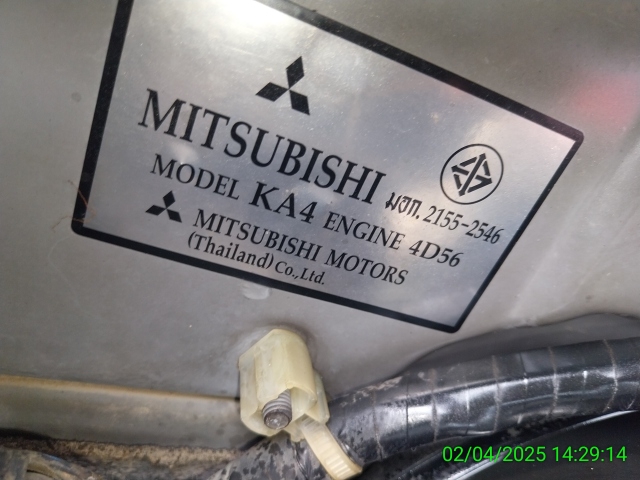 MITSUBISHI
MODEL KA4 ENGINE 4D56
มอก. 2155-2546
MITSUBISHI MOTORS
(Thailand) Co.,Ltd.
02/04/2025 14:29:14